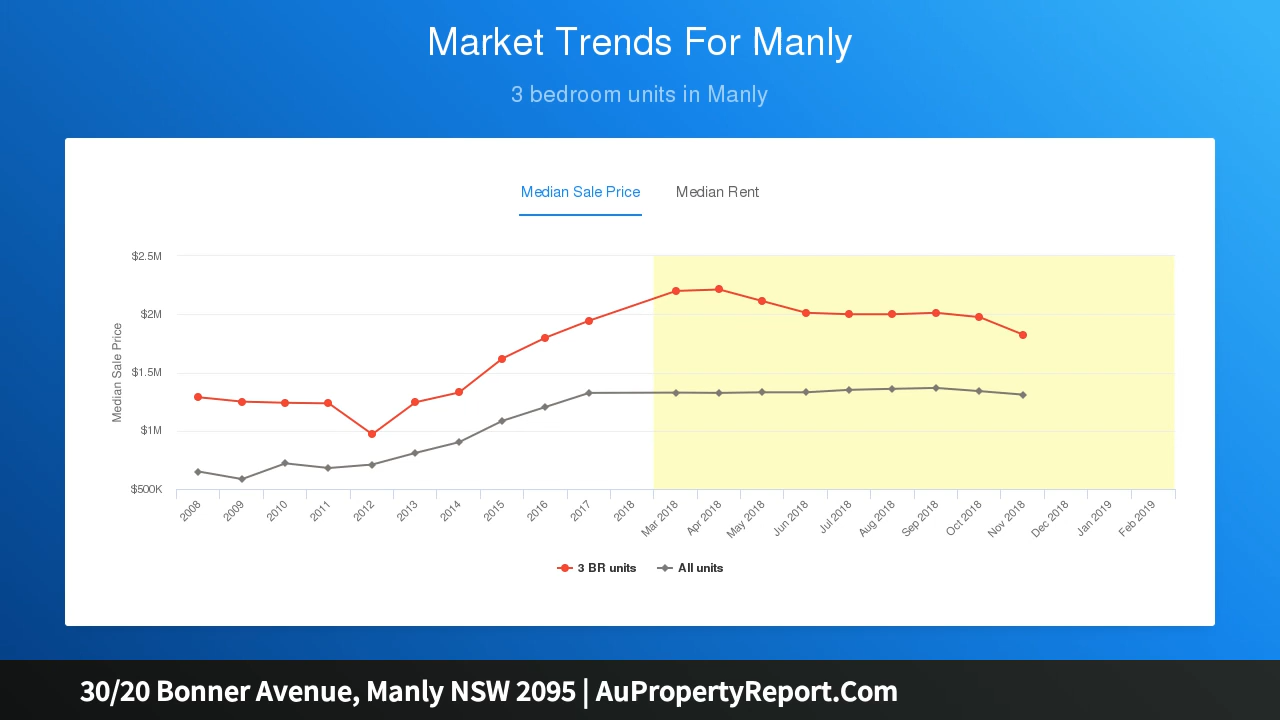 Market Trends For Manly
3 bedroom units in Manly
Median Sale Price
Median Rent
$2.5M
$2M
$1.5M
$1M
$500K
Median Sale Price
2008
2009
2010
2011
2012
2013
2014
2015
2016
2017
2018
Mar 2018
Apr 2018
May 2018
Jun 2018
Jul 2018
Aug 2018
Sep 2018
Oct 2018
Nov 2018
Dec 2018
Jan 2019
Feb 2019
3 BR units
All units
30/20 Bonner Avenue, Manly NSW 2095 | AuPropertyReport.Com